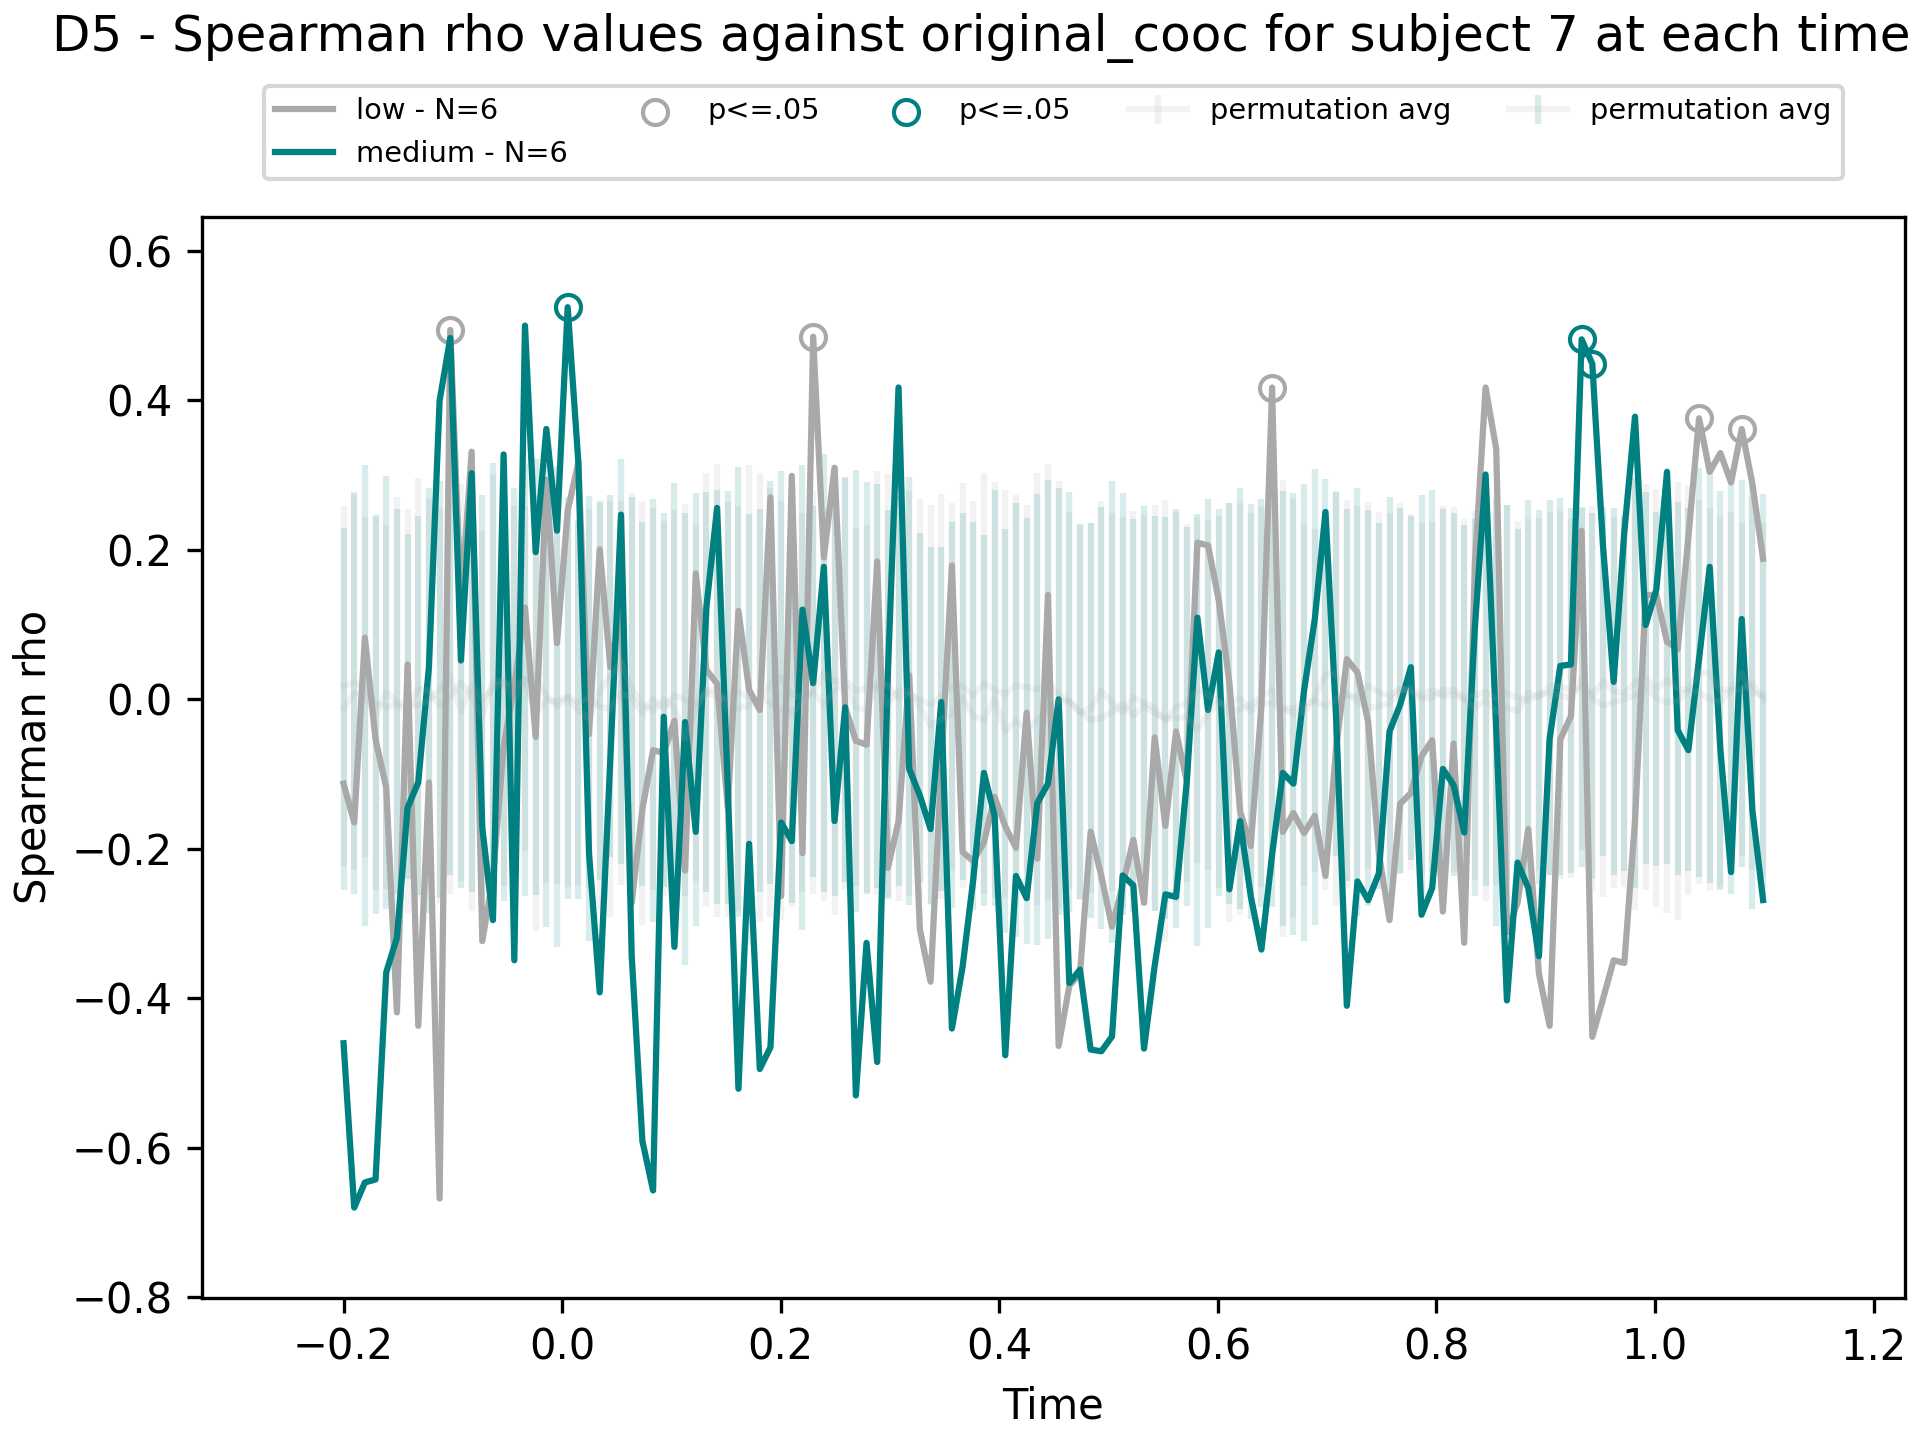 D5 - Spearman rho values against original_cooc for subject 7 at each time
low - N=6
medium - N=6
p<=.05
p<=.05
permutation avg
permutation avg
Spearman rho
0.6
0.4
0.2
0.0
−0.2
−0.4
−0.6
−0.8
−0.2 0.0 0.2 0.4 0.6 0.8 1.0 1.2
Time